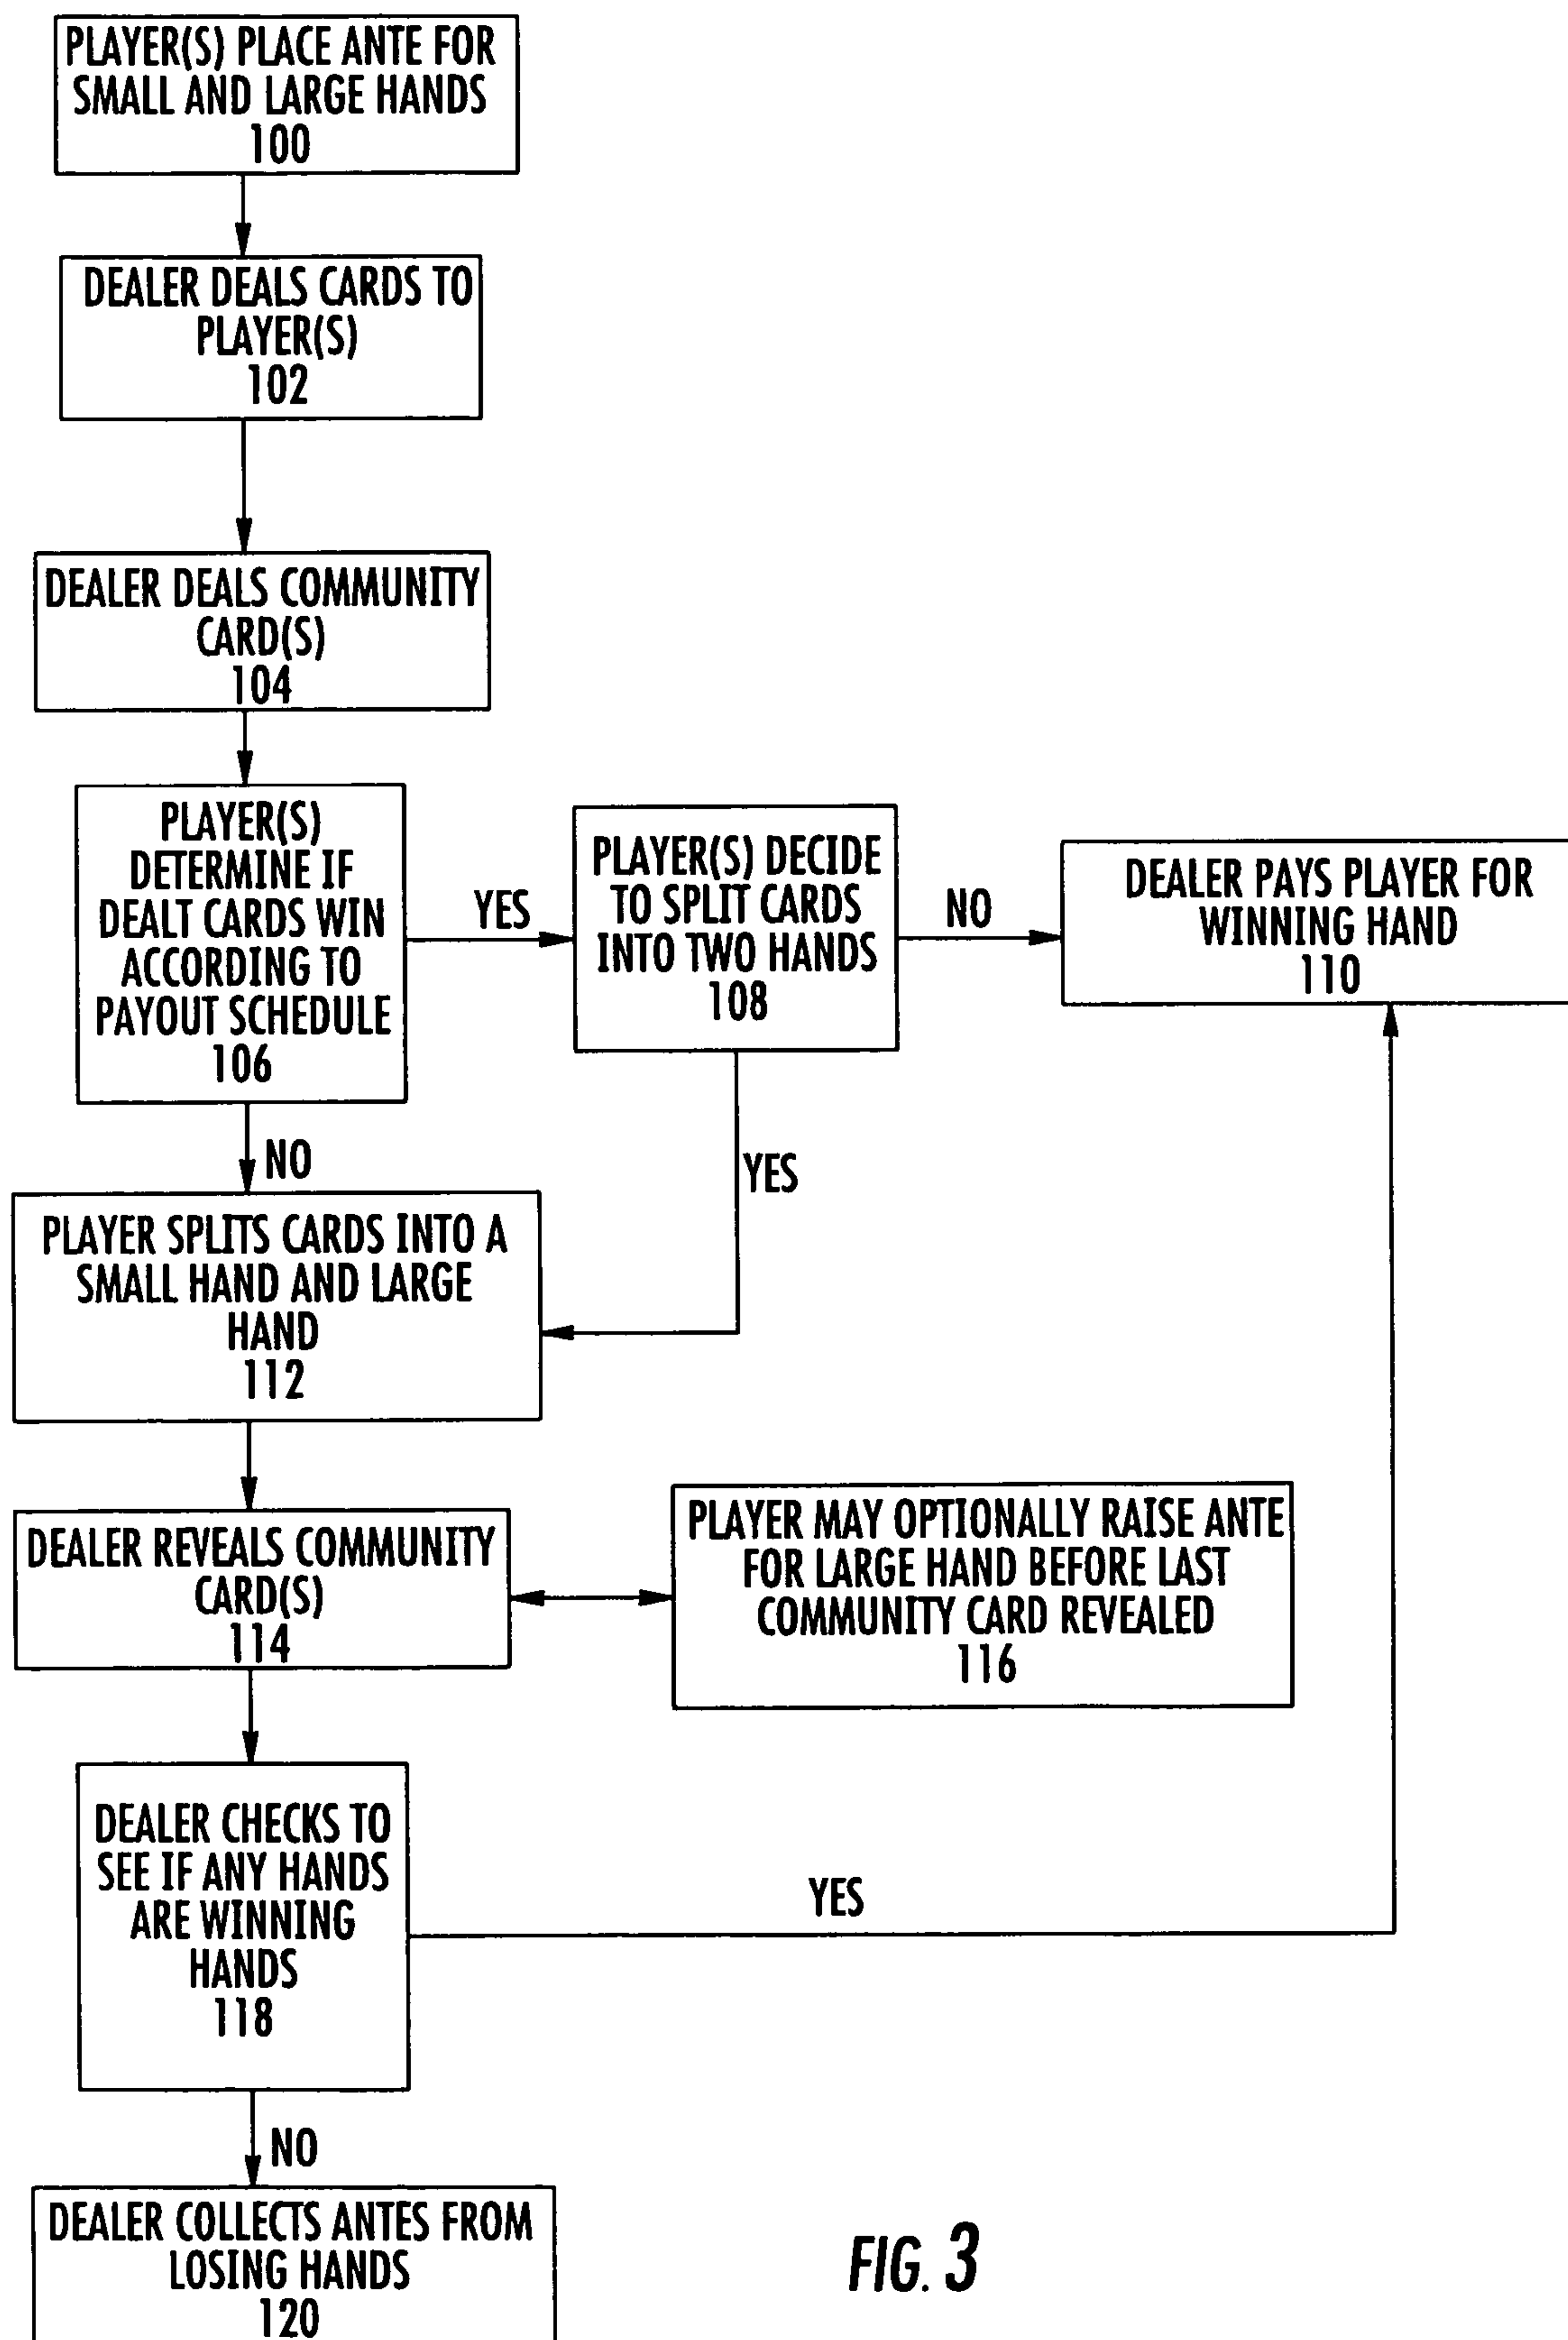 PLAYER(S) PLACE ANTE FOR
SMALL AND LARGE HANDS
100
DEALER DEALS CARDS TO
PLAYER(S)
102
DEALER DEALS COMMUNITY
CARD(S)
104
PLAYER(S)
DETERMINE IF
DEALT CARDS WIN
ACCORDING TO
PAYOUT SCHEDULE
106
YES
PLAYER(S) DECIDE
TO SPLIT CARDS
INTO TWO HANDS
108
NO
DEALER PAYS PLAYER FOR
WINNING HAND
110
NO
YES
PLAYER SPLITS CARDS INTO A
SMALL HAND AND LARGE
HAND
112
DEALER REVEALS COMMUNITY
CARD(S)
114
PLAYER MAY OPTIONALLY RAISE ANTE
FOR LARGE HAND BEFORE LAST
COMMUNITY CARD REVEALED
116
DEALER CHECKS TO
SEE IF ANY HANDS
ARE WINNING
HANDS
118
YES
NO
DEALER COLLECTS ANTES FROM
LOSING HANDS
120
FIG. 3